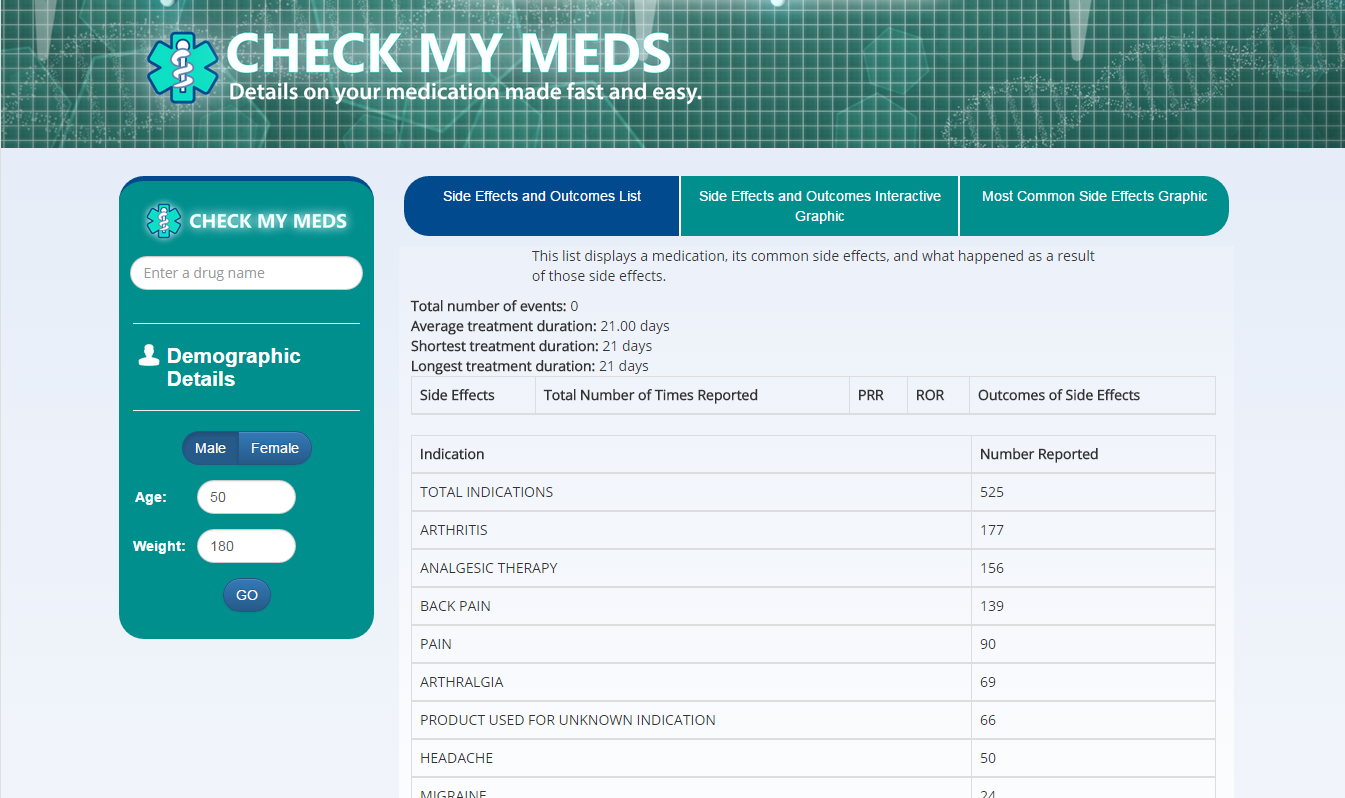 CHECK MY MEDS
Details on your medication made fast and easy.
CHECK MY MEDS
Enter a drug name
Demographic
Details
Male Female
Age: 50
Weight: 180
GO
Side Effects and Outcomes List
Side Effects and Outcomes Interactive
Graphic
Most Common Side Effects Graphic
This list displays a medication, its common side effects, and what happened as a result
of those side effects.
Total number of events: 0
Average treatment duration: 21.00 days
Shortest treatment duration: 21 days
Longest treatment duration: 21 days
Side Effects Total Number of Times Reported PRR ROR Outcomes of Side Effects
Indication Number Reported
TOTAL INDICATIONS 525
ARTHRITIS 177
ANALGESIC THERAPY 156
BACK PAIN 139
PAIN 90
ARTHRALGIA 69
PRODUCT USED FOR UNKNOWN INDICATION 66
HEADACHE 50
MIGRAINE 24